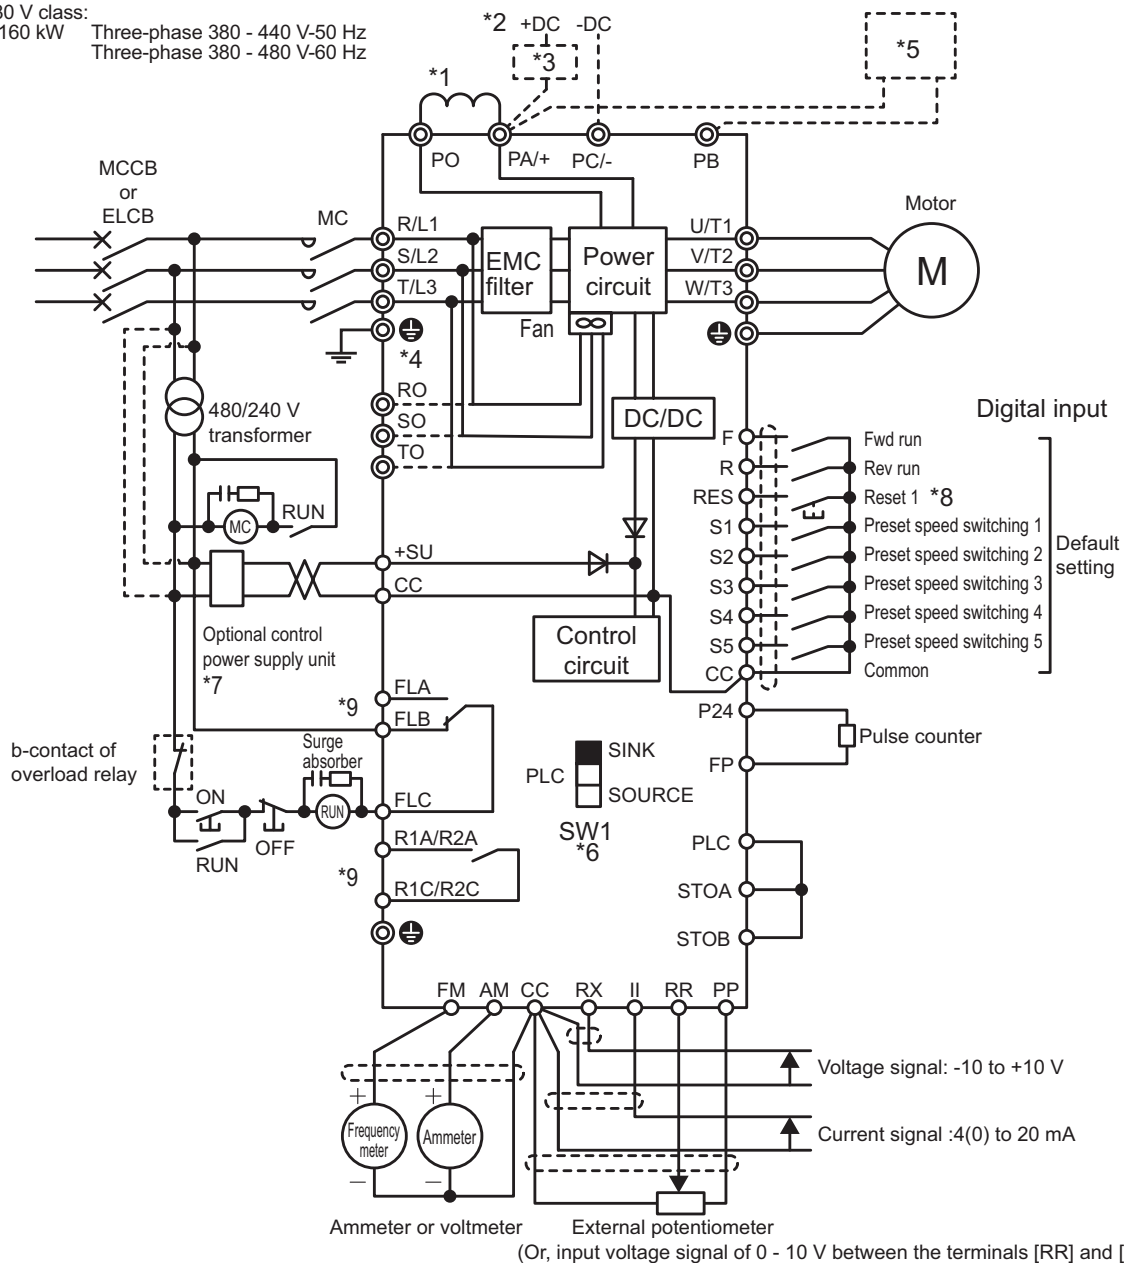 30 V class:
160 kW Three-phase 380 - 440 V-50 Hz
Three-phase 380 - 480 V-60 Hz
*2 +DC -DC
*3
*5
*1
PO PA/+ PC/- PB
MCCB
or
ELCB
MC
Motor
R/L1
S/L2
T/L3
EMC
filter
Power
circuit
U/T1
V/T2
W/T3
M
Fan
*4
RO
SO
TO
480/240 V
transformer
DC/DC
MC
RUN
+SU
CC
Optional control
power supply unit
*7
Control
circuit
Digital input
F Fwd run
R Rev run
RES Reset 1 *8
S1 Preset speed switching 1
S2 Preset speed switching 2
S3 Preset speed switching 3
S4 Preset speed switching 4
S5 Preset speed switching 5
CC Common
Default
setting
*9
FLA
FLB
FLC
b-contact of
overload relay
Surge
absorber
RUN
ON
OFF
RUN
SINK
PLC
SOURCE
SW1
*6
P24
FP
Pulse counter
*9
R1A/R2A
R1C/R2C
PLC
STOA
STOB
FM AM CC RX II RR PP
Voltage signal: -10 to +10 V
Current signal :4(0) to 20 mA
+ +
Frequency
meter
Ammeter
− −
Ammeter or voltmeter
External potentiometer
(Or, input voltage signal of 0 - 10 V between the terminals [RR] and [